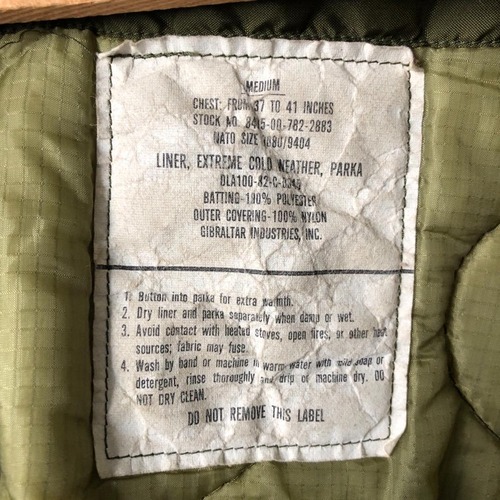 MEDIUM
CHEST: FROM 37 TO 41 INCHES
STOCK NO. 8415-00-782-2883
NATO SIZE /9404
LINER, EXTREME COLD WEATHER, PARKA
DLA100-82-C-
BATTING-100% POLYESTER
OUTER COVERING-100% NYLON
GIBRALTAR INDUSTRIES, INC.
1. Button into parka for extra warmth.
2. Dry liner and parka separately when damp or wet.
3. Avoid contact with heated stoves, open fires, or other heat
sources; fabric may fuse.
4. Wash by hand or machine in warm water with mild soap or
detergent, rinse thoroughly and drip of machine dry. DO
NOT DRY CLEAN.
DO NOT REMOVE THIS LABEL